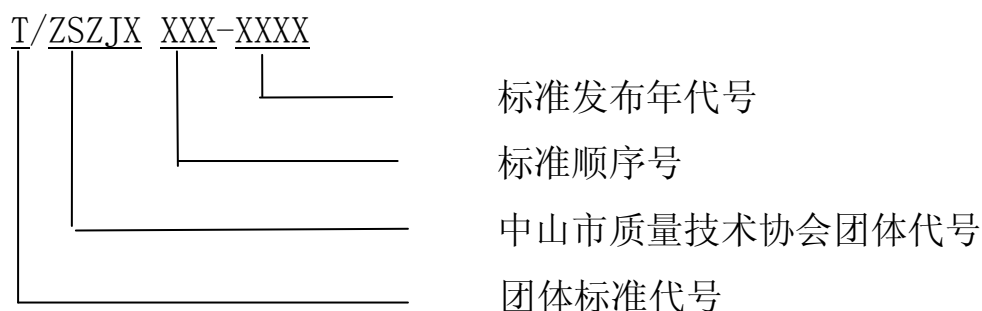 T/ZSZJX XXX-XXXX
标准发布年代号
标准顺序号
中山市质量技术协会团体代号
团体标准代号